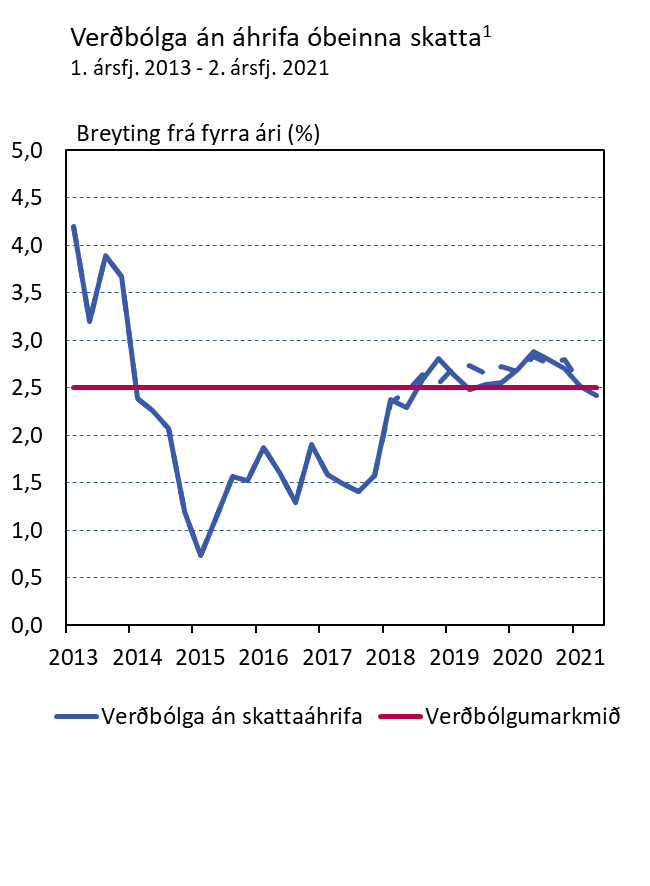 Verðbólga án áhrifa óbeinna skatta¹
1. ársfj. 2013 - 2. ársfj. 2021
Breyting frá fyrra ári (%)
5,0
4,5
4,0
3,5
3,0
2,5
2,0
1,5
1,0
0,5
0,0
2013 2014 2015 2016 2017 2018 2019 2020 2021
Verðbólga án skattaáhrifa Verðbólgumarkmið